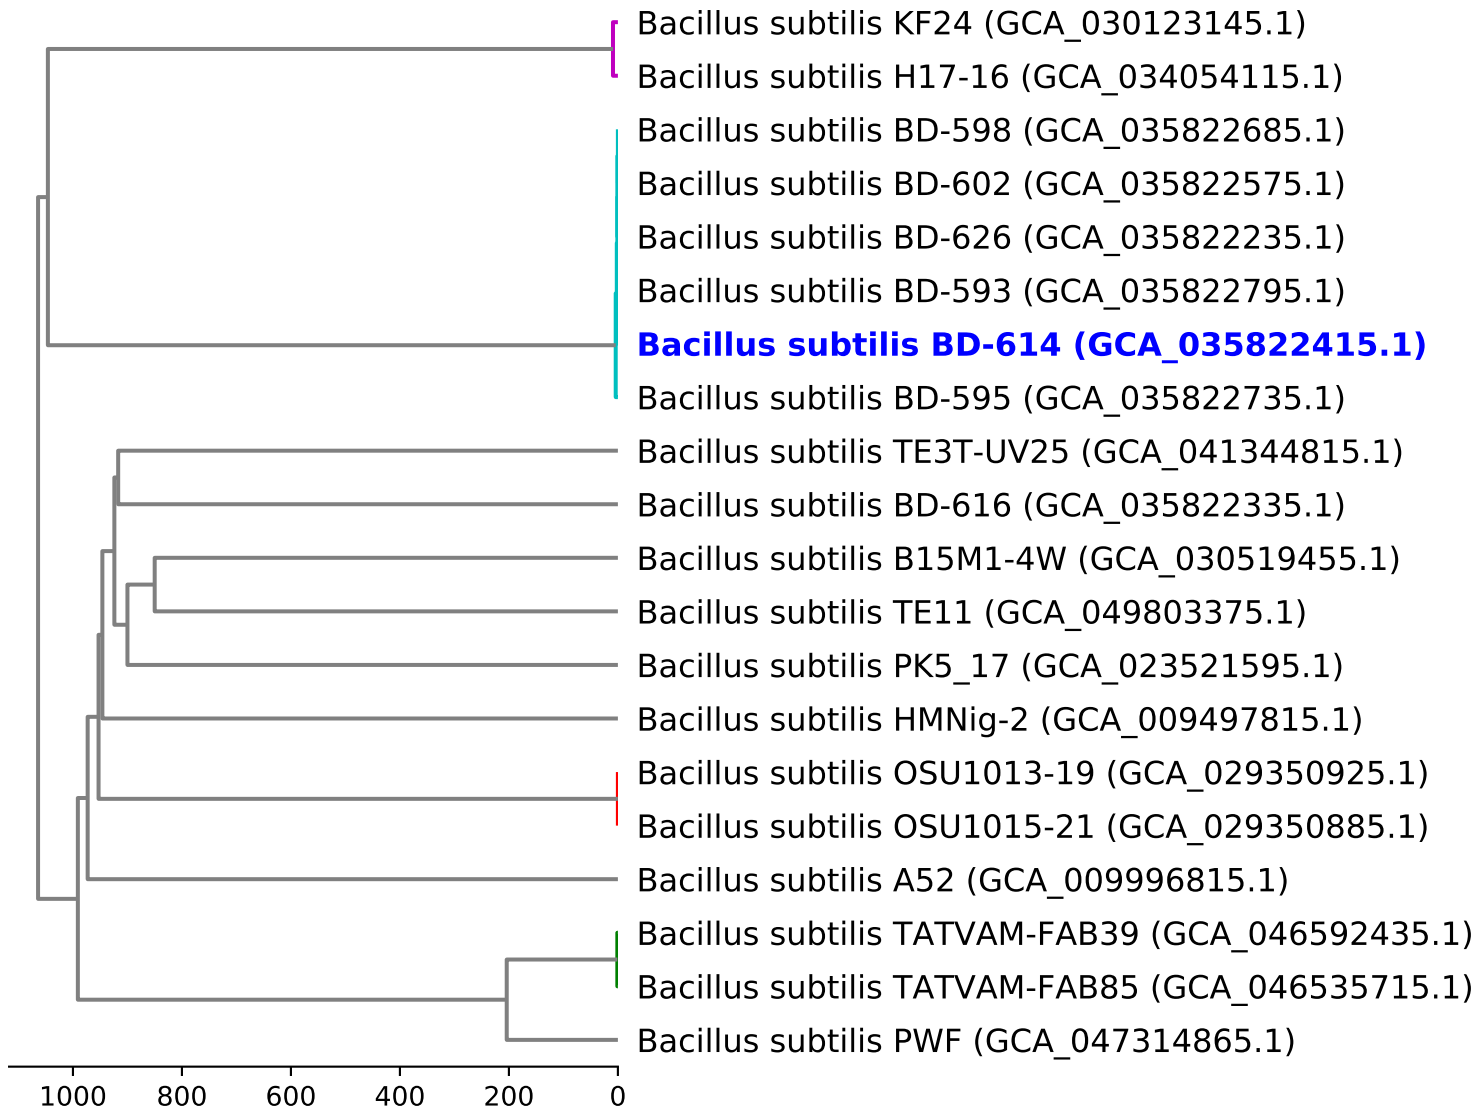 Bacillus subtilis KF24 (GCA_030123145.1)
Bacillus subtilis H17-16 (GCA_034054115.1)
Bacillus subtilis BD-598 (GCA_035822685.1)
Bacillus subtilis BD-602 (GCA_035822575.1)
Bacillus subtilis BD-626 (GCA_035822235.1)
Bacillus subtilis BD-593 (GCA_035822795.1)
Bacillus subtilis BD-614 (GCA_035822415.1)
Bacillus subtilis BD-595 (GCA_035822735.1)
Bacillus subtilis TE3T-UV25 (GCA_041344815.1)
Bacillus subtilis BD-616 (GCA_035822335.1)
Bacillus subtilis B15M1-4W (GCA_030519455.1)
Bacillus subtilis TE11 (GCA_049803375.1)
Bacillus subtilis PK5_17 (GCA_023521595.1)
Bacillus subtilis HMNig-2 (GCA_009497815.1)
Bacillus subtilis OSU1013-19 (GCA_029350925.1)
Bacillus subtilis OSU1015-21 (GCA_029350885.1)
Bacillus subtilis A52 (GCA_009996815.1)
Bacillus subtilis TATVAM-FAB39 (GCA_046592435.1)
Bacillus subtilis TATVAM-FAB85 (GCA_046535715.1)
Bacillus subtilis PWF (GCA_047314865.1)
1000 800 600 400 200 0